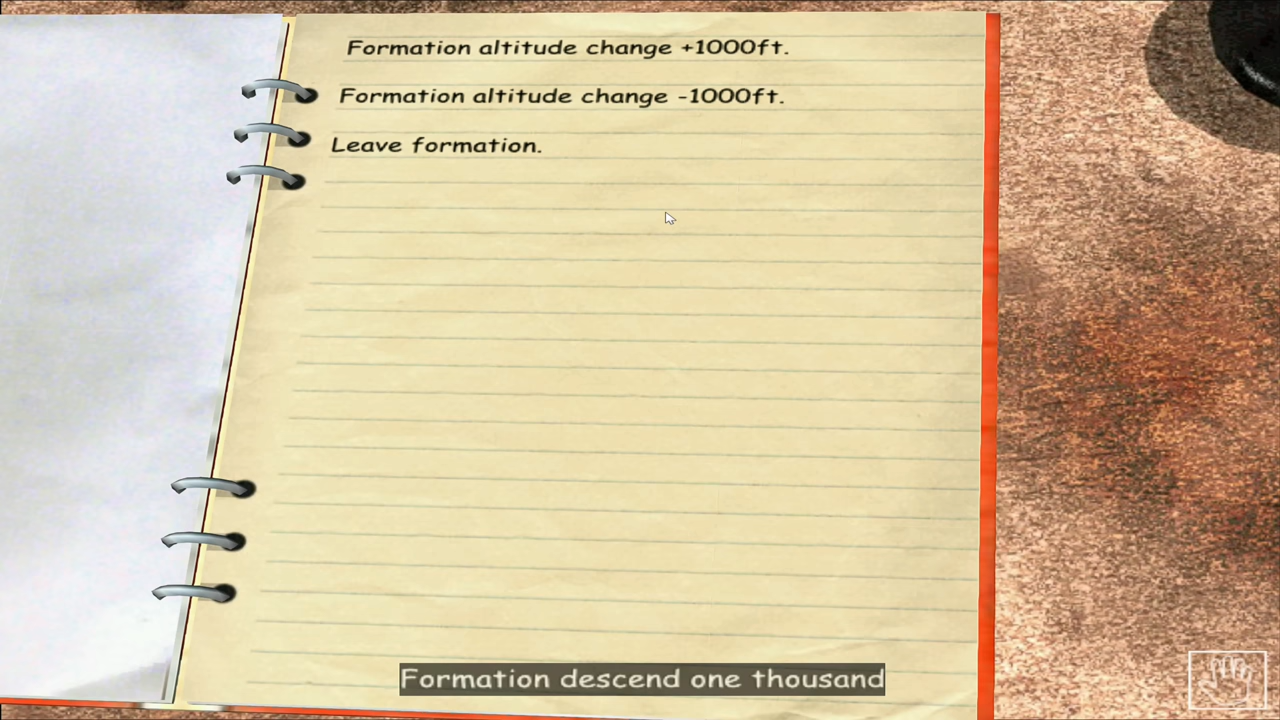 Formation altitude change +1000ft.
Formation altitude change -1000ft.
Leave formation.
Formation descend one thousand